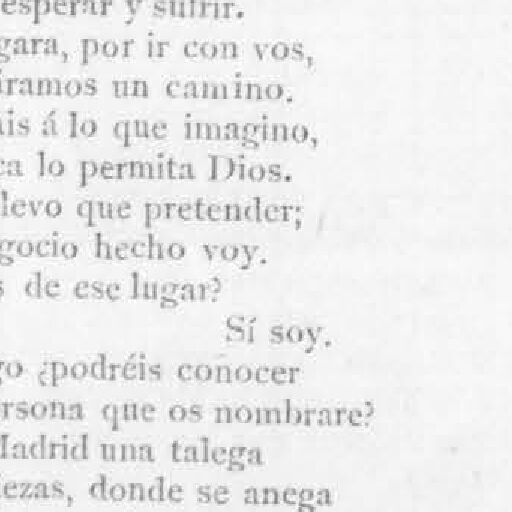 esperar y sufrir.
gara, por ir con vos,
iramos un camino.
is á lo que imagino,
ca lo permita Dios.
levo que pretender;
gocio hecho voy.
s de ese lugar?
Sí soy.
go ¿podréis conocer
rsona que os nombrare?
Madrid una talega
ezas, donde se anega